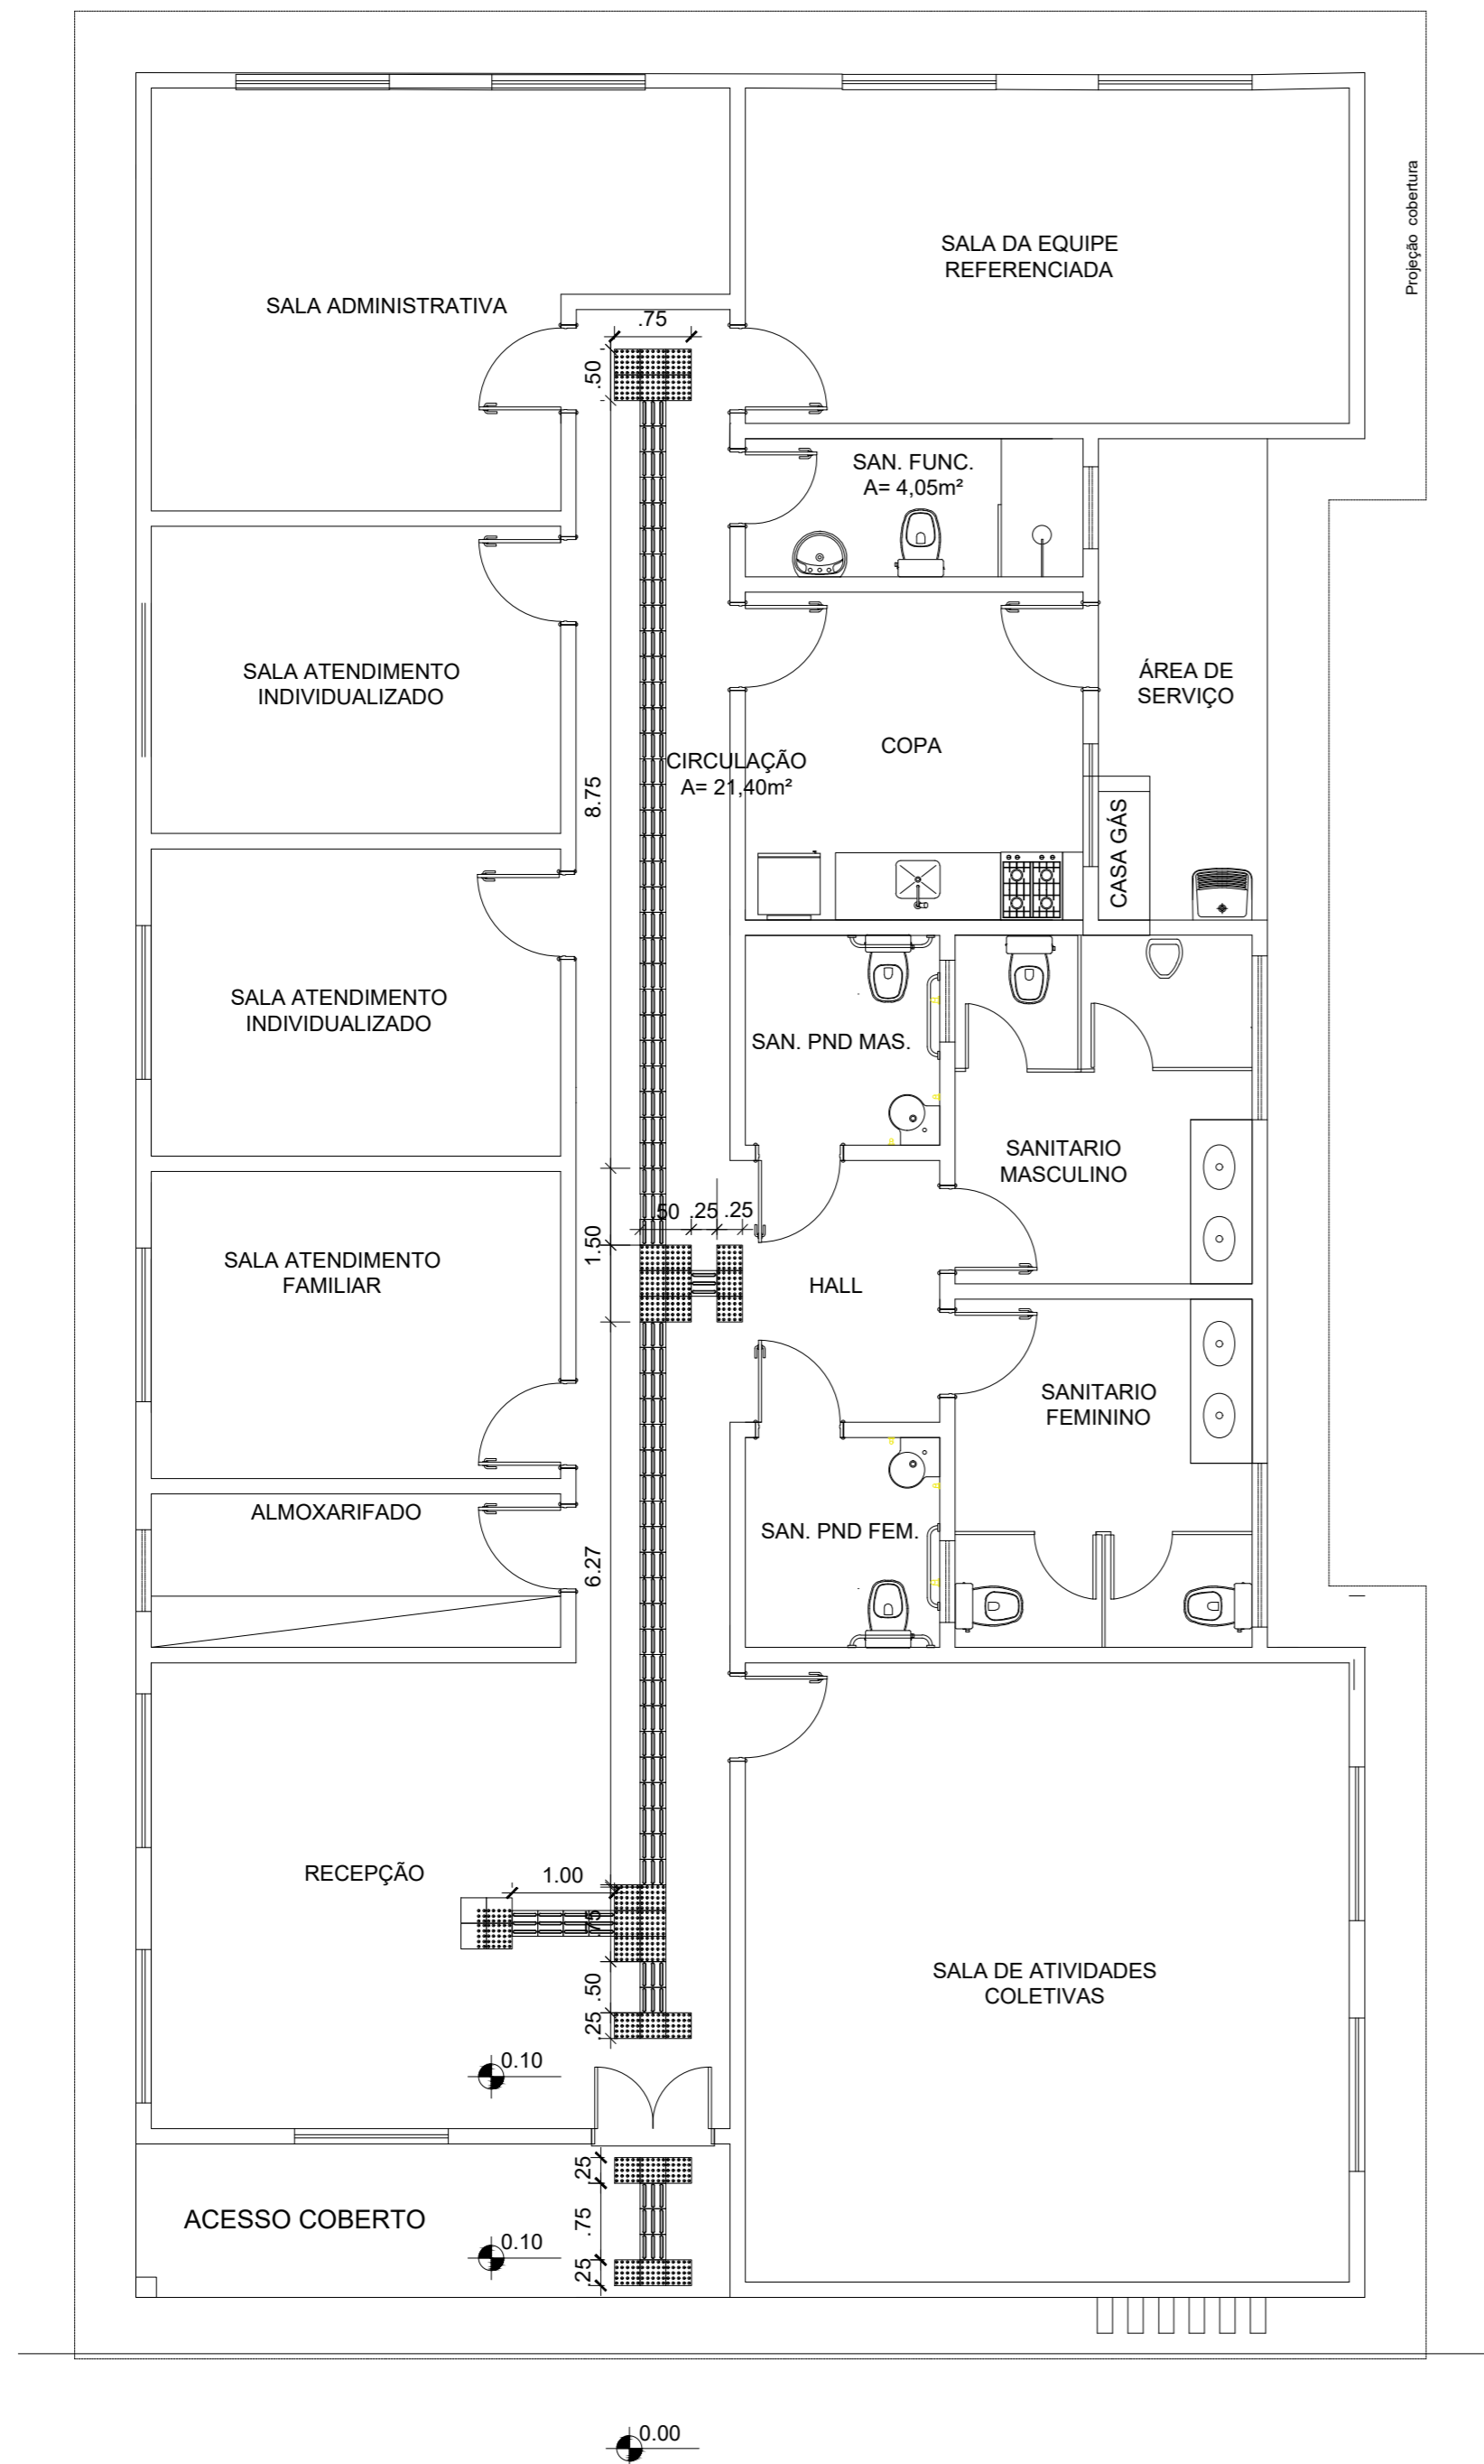 Projeção cobertura
SALA DA EQUIPE
REFERENCIADA
SALA ADMINISTRATIVA
.75
.50
SAN. FUNC.
A= 4,05m²
SALA ATENDIMENTO
INDIVIDUALIZADO
ÁREA DE
SERVIÇO
COPA
CIRCULAÇÃO
A= 21,40m²
8.75
CASA GÁS
SALA ATENDIMENTO
INDIVIDUALIZADO
SAN. PND MAS.
SANITARIO
MASCULINO
.50 .25 .25
1.50
SALA ATENDIMENTO
FAMILIAR
HALL
SANITARIO
FEMININO
ALMOXARIFADO
SAN. PND FEM.
6.27
RECEPÇÃO
1.00
.75
SALA DE ATIVIDADES
COLETIVAS
.50
.25
0.10
.25
ACESSO COBERTO
.75
0.10
.25
0.00